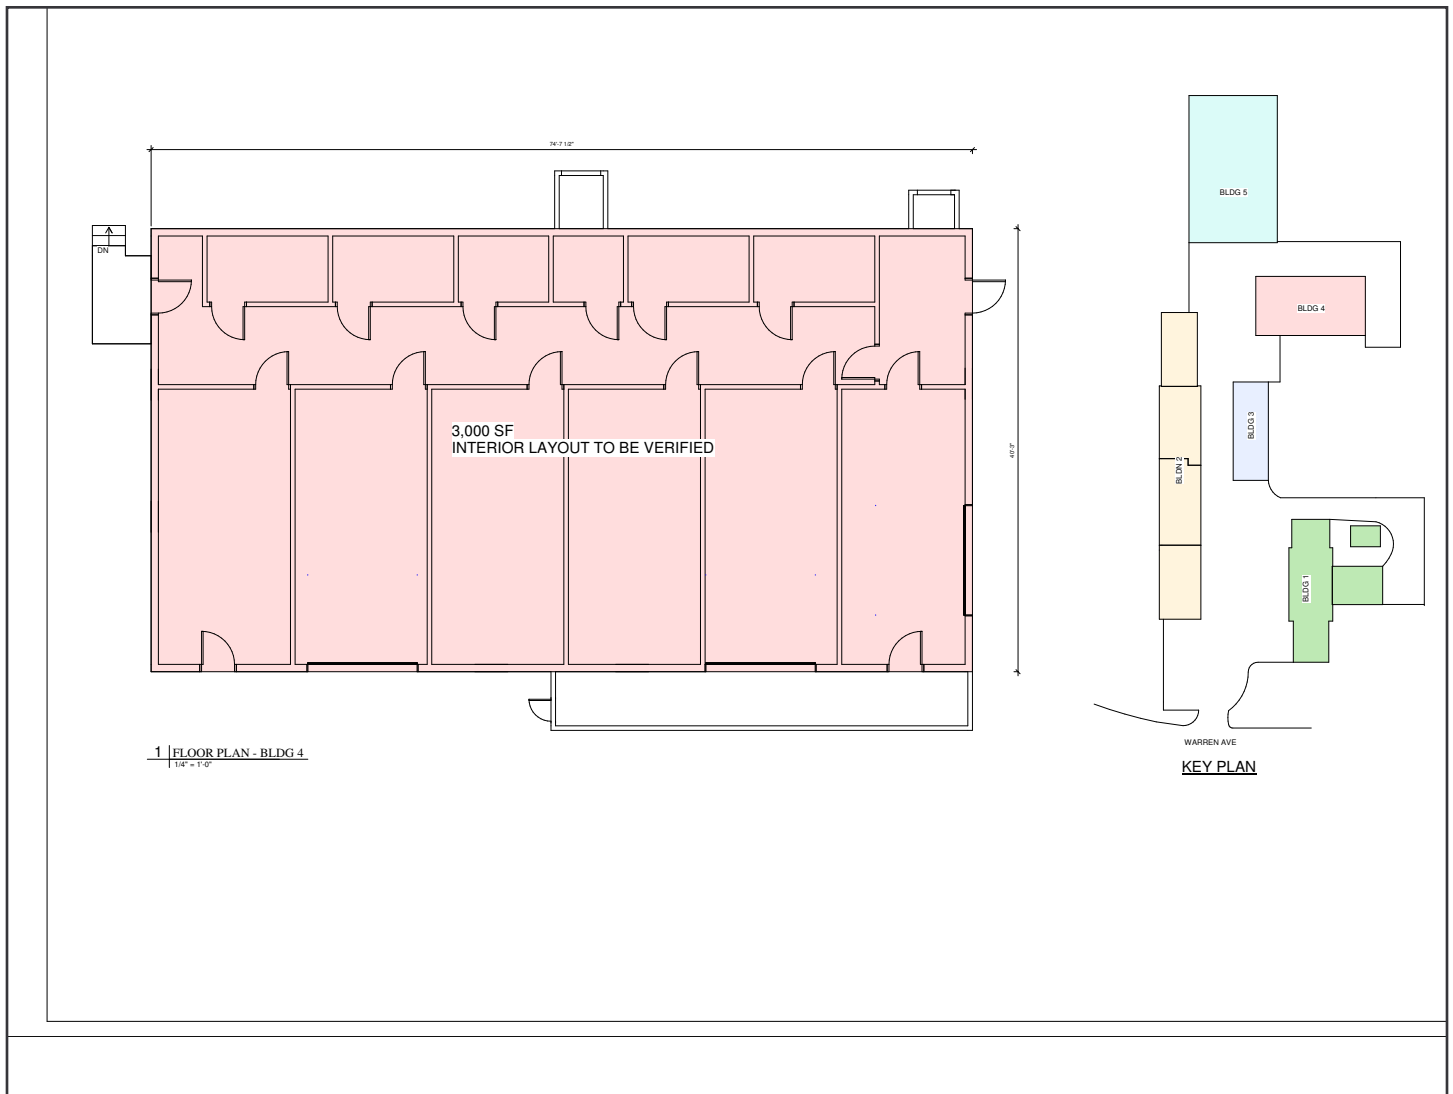 74'-7 1/2"
BLDG 5
DN
BLDG 4
3,000 SF
INTERIOR LAYOUT TO BE VERIFIED
40'-3"
BLDG 3
BLDN 2
BLDG 1
1 FLOOR PLAN - BLDG 4
1/4" = 1'-0"
WARREN AVE
KEY PLAN